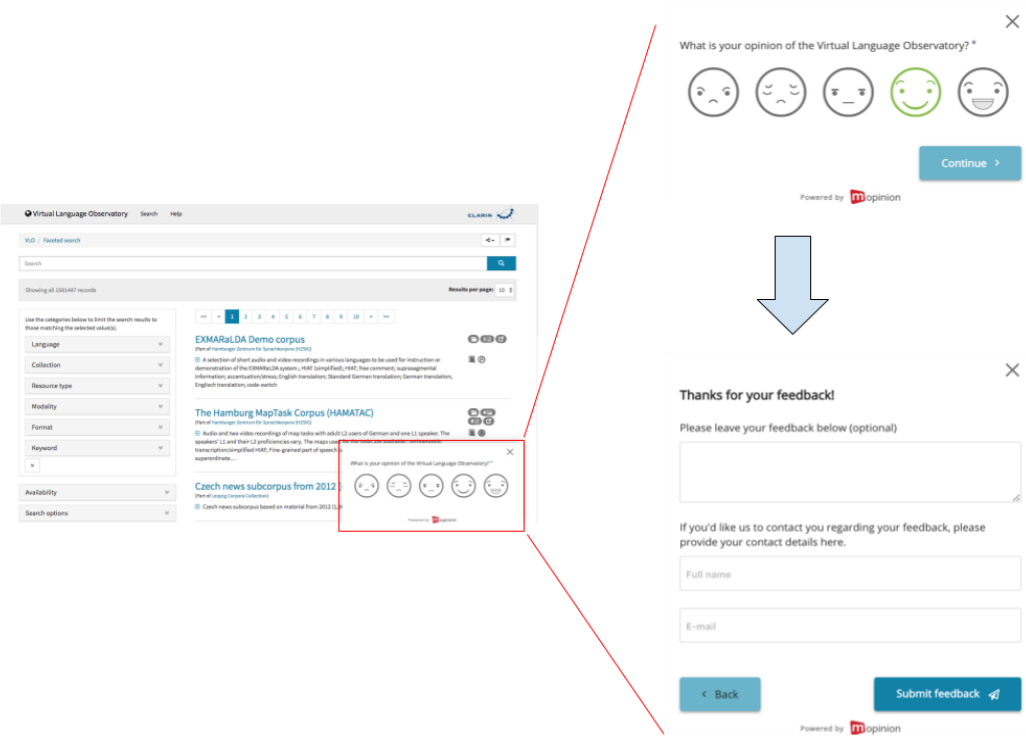 Virtual Language Observatory Search Help
CLARIN
VLO / Faceted search
Search
Showing all 1581447 records
Results per page: 10
Use the categories below to limit the search results to
those matching the selected value(s).
Language
Collection
Resource type
Modality
Format
Keyword
Availability
Search options
<< < 1 2 3 4 5 6 7 8 9 10 > >>
EXMARaLDA Demo corpus
(Part of Hamburger Zentrum für Sprachkorpora (HZSK))
A selection of short audio and video recordings in various languages to be used for instruction or
demonstration of the EXMARaLDA system.; HIAT (simplified); HIAT; free comment; suprasegmental
information; accentuation/stress; English translation; Standard German translation; German translation;
Englisch translation; code-switch
The Hamburg MapTask Corpus (HAMATAC)
(Part of Hamburger Zentrum für Sprachkorpora (HZSK))
Audio and two video recordings of map tasks with adult L2 users of German and one L1 speaker. The
speakers' L1 and their L2 proficiencies vary. The maps used for the tasks are available.
transcription/simplified HIAT; Fine-grained part of speech
superordinate....
Czech news subcorpus from 2012
(Part of Leipzig Corpora Collection)
Czech news subcorpus based on material from 2012
What is your opinion of the Virtual Language Observatory? *
Powered by mopinion
What is your opinion of the Virtual Language Observatory? *
Continue >
Powered by mopinion
Thanks for your feedback!
Please leave your feedback below (optional)
If you'd like us to contact you regarding your feedback, please
provide your contact details here.
Full name
E-mail
< Back
Submit feedback
Powered by mopinion